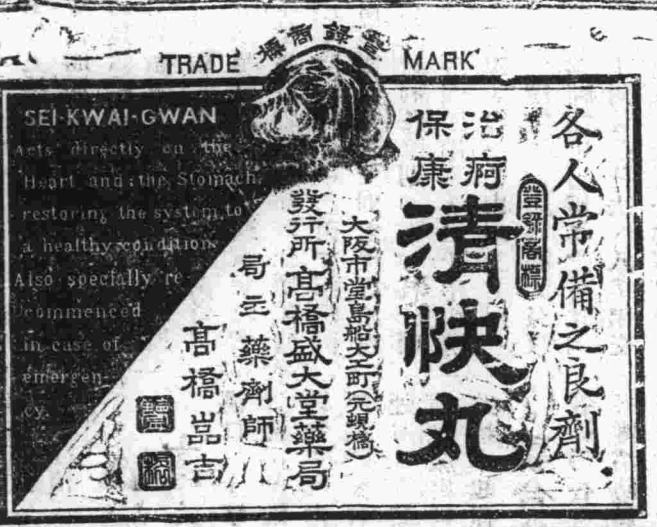 TRADE MARK
登錄商標
各人常備之良劑
登錄商標
治痾
保康
清快丸
大阪市堂島船大工町(元頭橋)
發行所高橋盛大堂藥局
局主 藥劑師
高橋嵓吉
SEI-KWAI-GWAN
Acts directly on the
Heart and the Stomach
restoring the system to
a healthy condition
Also specially re
commenced
in case of
emergen-
cy.